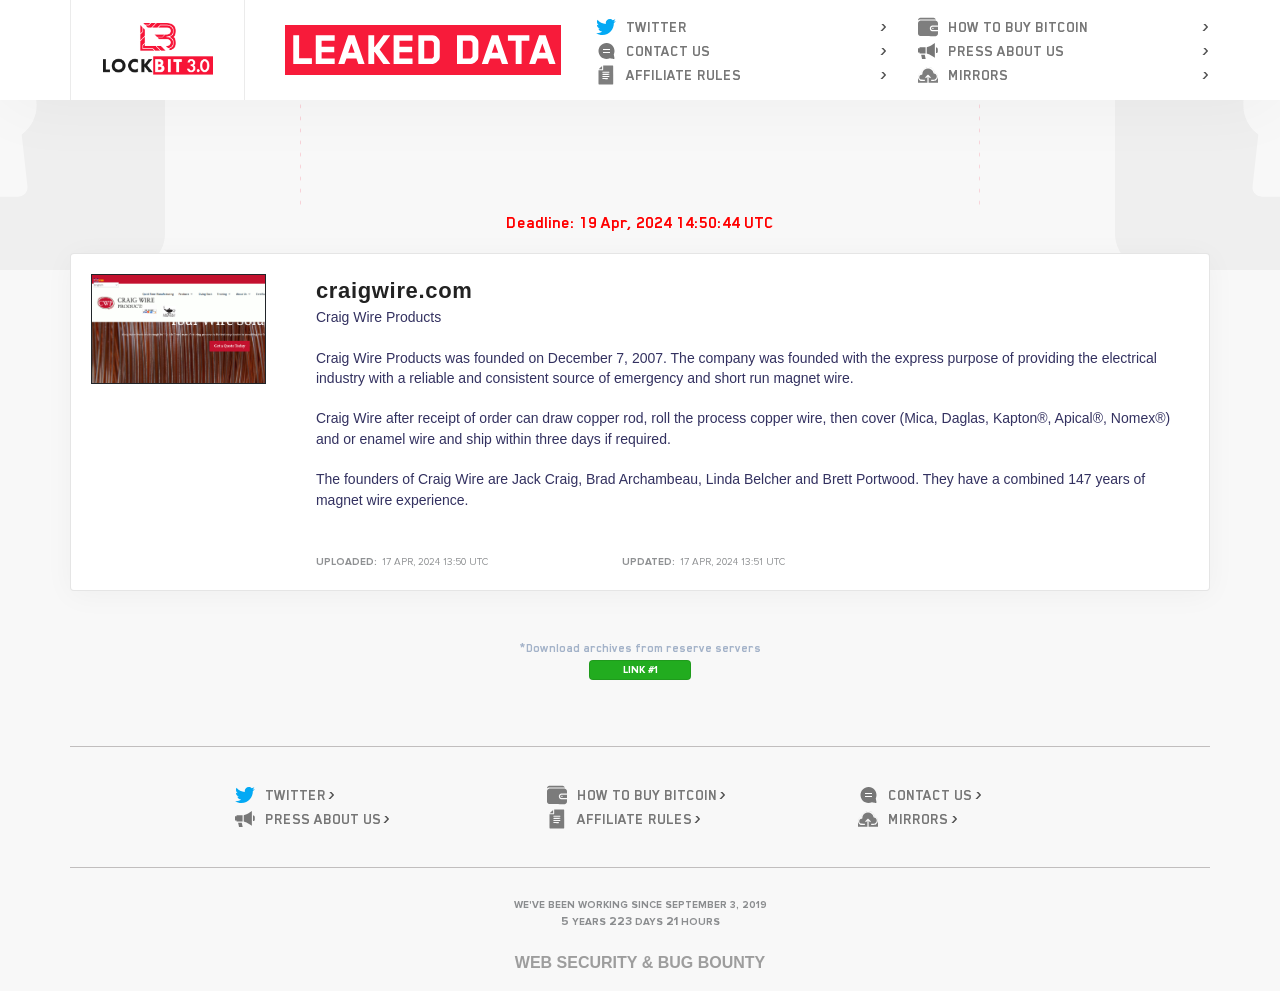 LOCKBIT 3.0
LEAKED DATA
TWITTER
CONTACT US
AFFILIATE RULES
HOW TO BUY BITCOIN
PRESS ABOUT US
MIRRORS
Deadline: 19 Apr, 2024 14:50:44 UTC
CRAIG WIRE
PRODUCTS
Your Wire Solu
Get a Quote Today
craigwire.com
Craig Wire Products
Craig Wire Products was founded on December 7, 2007. The company was founded with the express purpose of providing the electrical
industry with a reliable and consistent source of emergency and short run magnet wire.
Craig Wire after receipt of order can draw copper rod, roll the process copper wire, then cover (Mica, Daglas, Kapton®, Apical®, Nomex®)
and or enamel wire and ship within three days if required.
The founders of Craig Wire are Jack Craig, Brad Archambeau, Linda Belcher and Brett Portwood. They have a combined 147 years of
magnet wire experience.
UPLOADED: 17 APR, 2024 13:50 UTC
UPDATED: 17 APR, 2024 13:51 UTC
*Download archives from reserve servers
LINK #1
TWITTER
HOW TO BUY BITCOIN
CONTACT US
PRESS ABOUT US
AFFILIATE RULES
MIRRORS
WE'VE BEEN WORKING SINCE SEPTEMBER 3, 2019
5 YEARS 223 DAYS 21 HOURS
WEB SECURITY & BUG BOUNTY